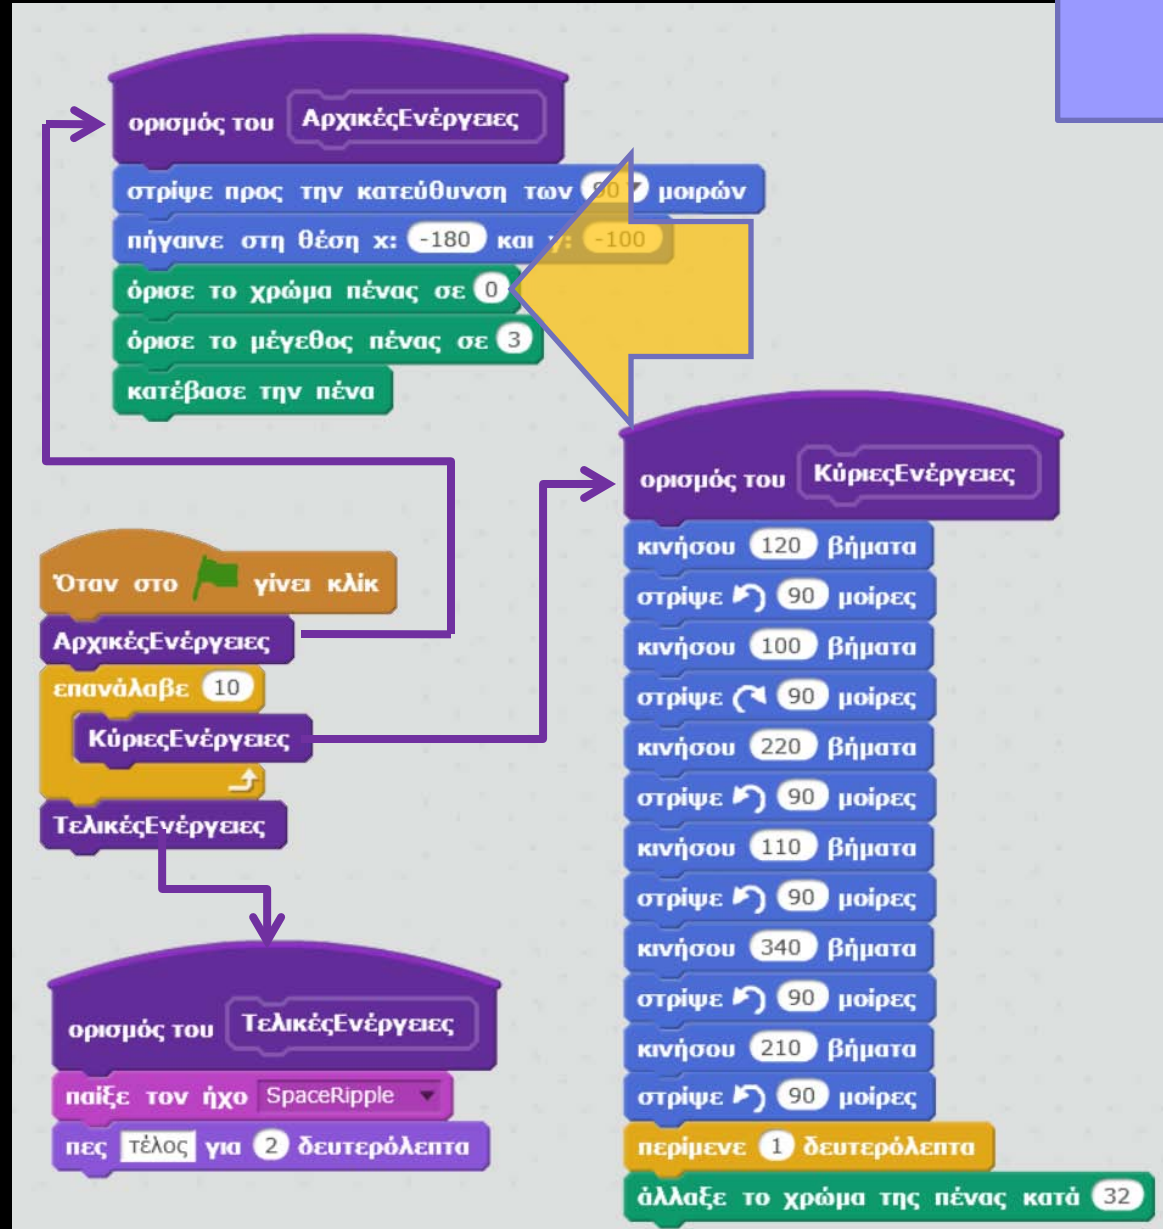 ορισμός του ΑρχικέςΕνέργειες
στρίψε προς την κατεύθυνση των 90 μοιρών
πήγαινε στη θέση x: -180 και y: -100
όρισε το χρώμα πένας σε 0
όρισε το μέγεθος πένας σε 3
κατέβασε την πένα
Όταν στο γίνει κλίκ
ΑρχικέςΕνέργειες
επανάλαβε 10
ΚύριεςΕνέργειες
ΤελικέςΕνέργειες
ορισμός του ΤελικέςΕνέργειες
παίξε τον ήχο SpaceRipple
πες τέλος για 2 δευτερόλεπτα
ορισμός του ΚύριεςΕνέργειες
κινήσου 120 βήματα
στρίψε 90 μοίρες
κινήσου 100 βήματα
στρίψε 90 μοίρες
κινήσου 220 βήματα
στρίψε 90 μοίρες
κινήσου 110 βήματα
στρίψε 90 μοίρες
κινήσου 340 βήματα
στρίψε 90 μοίρες
κινήσου 210 βήματα
στρίψε 90 μοίρες
περίμενε 1 δευτερόλεπτα
άλλαξε το χρώμα της πένας κατά 32